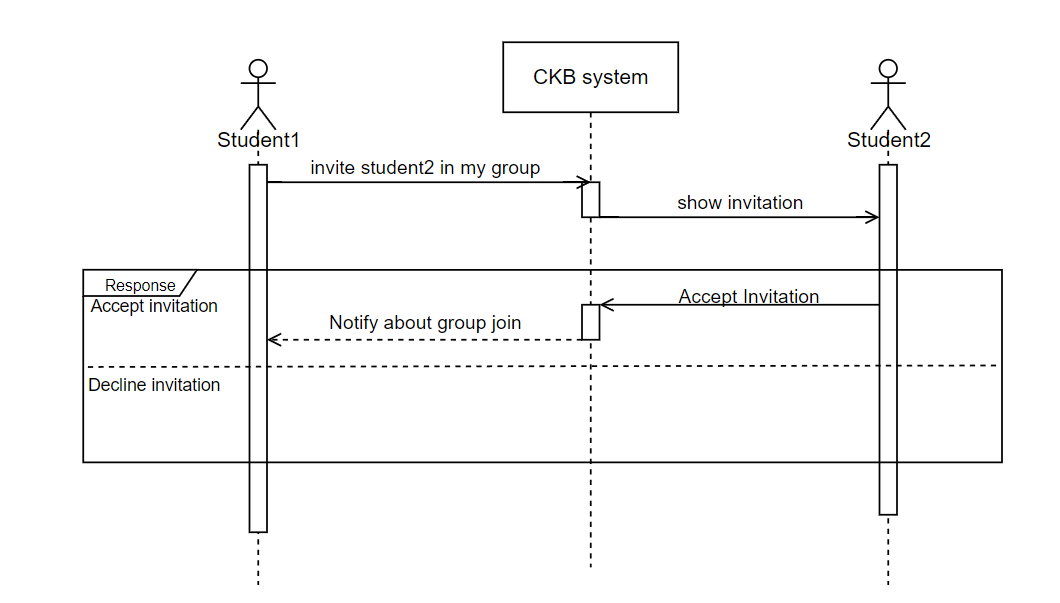 CKB system
Student1
Student2
invite student2 in my group
show invitation
Response
Accept invitation
Accept Invitation
Notify about group join
Decline invitation